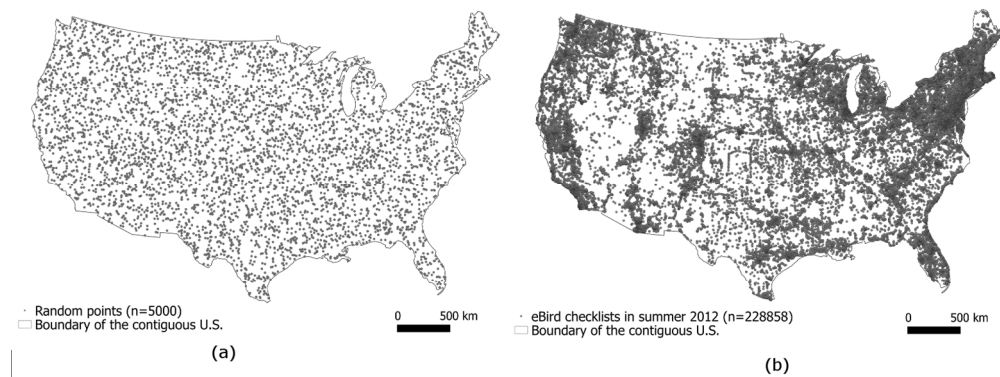 Random points (n=5000)
Boundary of the contiguous U.S.
0 500 km
(a)
eBird checklists in summer 2012 (n=228858)
Boundary of the contiguous U.S.
0 500 km
(b)